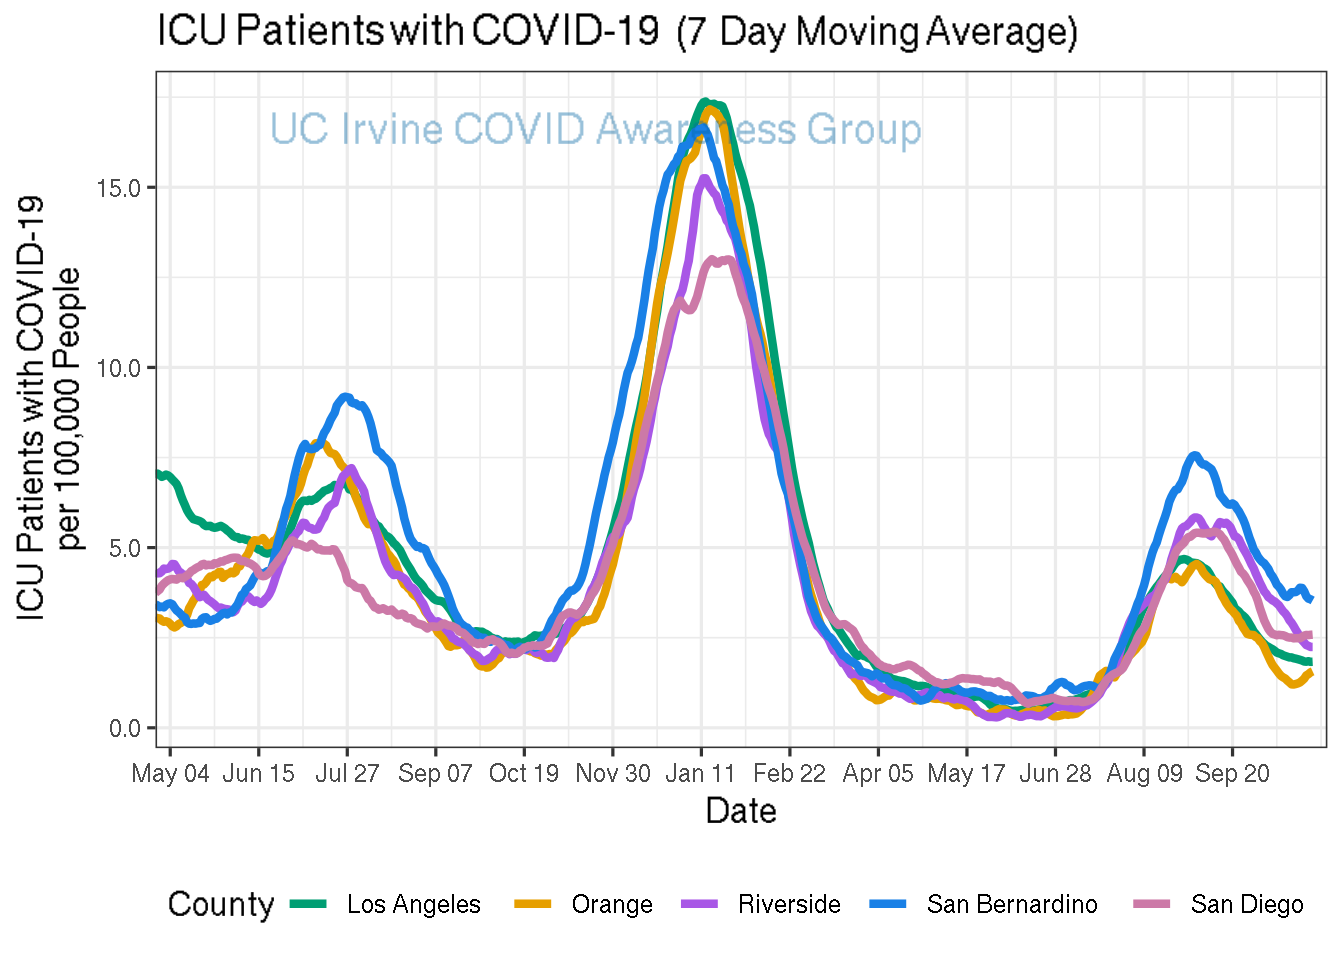 ICU Patients with COVID-19 (7 Day Moving Average)
UC Irvine COVID Awareness Group
ICU Patients with COVID-19
per 100,000 People
15.0
10.0
5.0
0.0
May 04 Jun 15 Jul 27 Sep 07 Oct 19 Nov 30 Jan 11 Feb 22 Apr 05 May 17 Jun 28 Aug 09 Sep 20
Date
County Los Angeles Orange Riverside San Bernardino San Diego